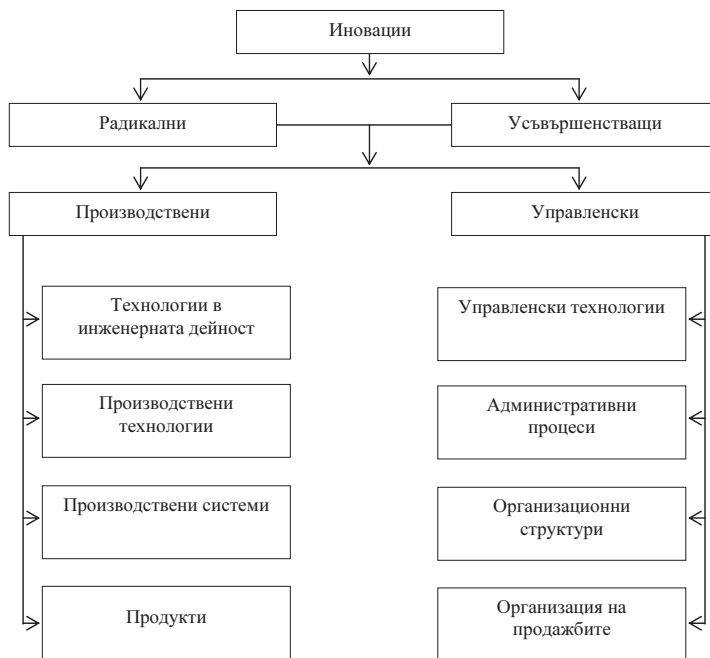 Иновации
Радикални
Усъвършенстващи
Производствени
Управленски
Технологии в
инженерната дейност
Управленски технологии
Производствени
технологии
Административни
процеси
Производствени системи
Организационни
структури
Продукти
Организация на
продажбите